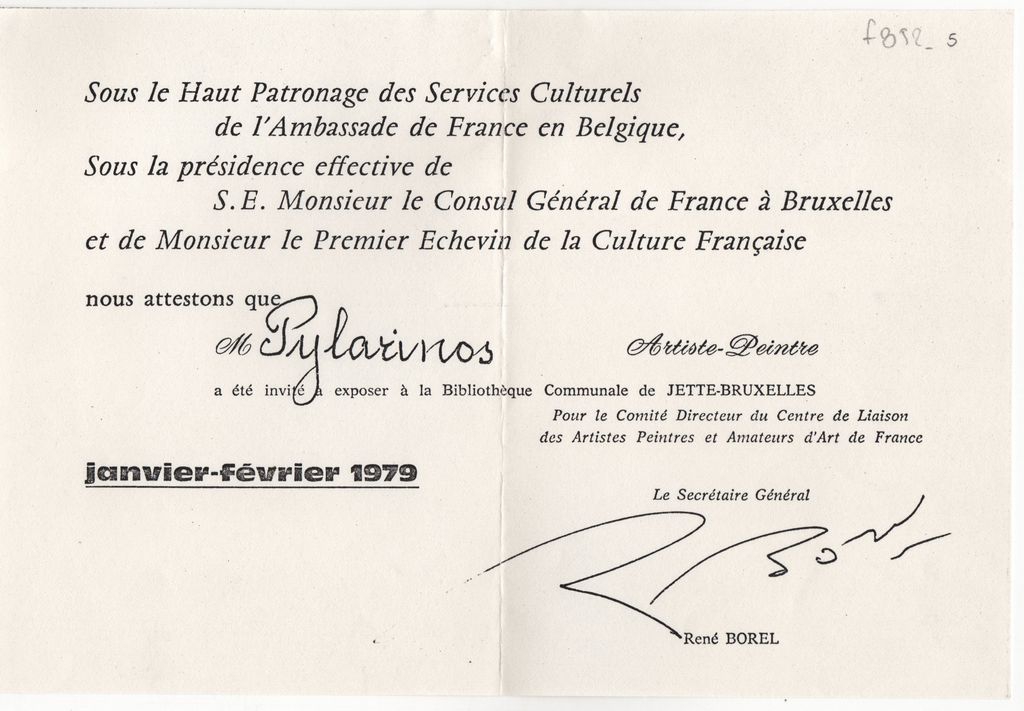 f892_ 5
Sous le Haut Patronage des Services Culturels
de l'Ambassade de France en Belgique,
Sous la présidence effective de
S.E. Monsieur le Consul Général de France à Bruxelles
et de Monsieur le Premier Echevin de la Culture Française
nous attestons que
M Pylarinos Artiste-Peintre
a été invité à exposer à la Bibliothèque Communale de JETTE-BRUXELLES
Pour le Comité Directeur du Centre de Liaison
des Artistes Peintres et Amateurs d'Art de France
janvier-février 1979
Le Secrétaire Général
René BOREL